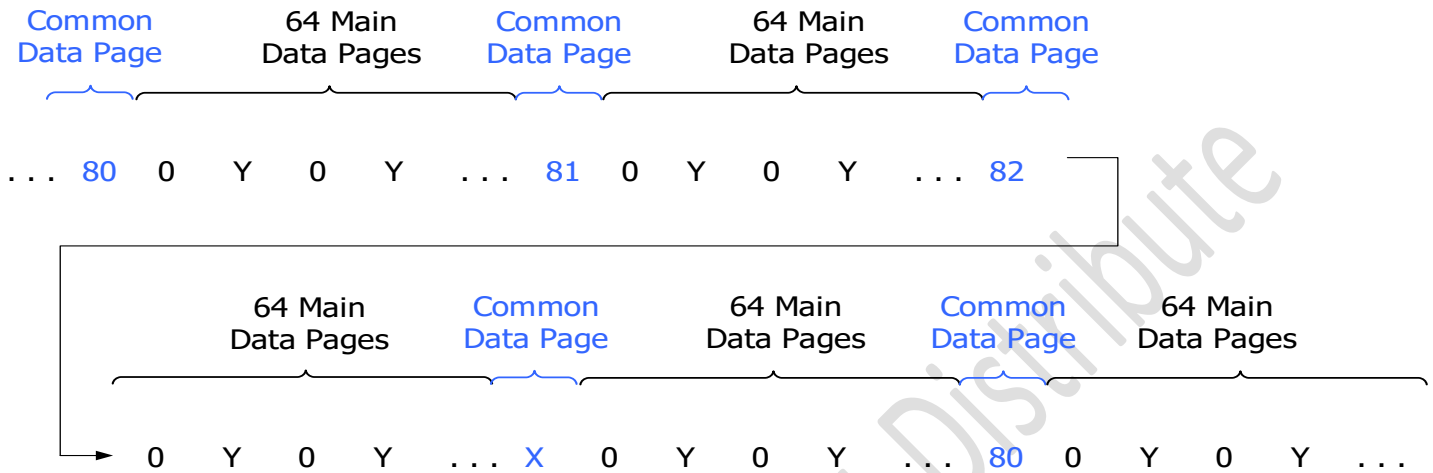 Common 64 Main Common 64 Main Common
Data Page Data Pages Data Page Data Pages Data Page
... 80 0 Y 0 Y ... 81 0 Y 0 Y ... 82
64 Main Common 64 Main Common 64 Main
Data Pages Data Page Data Pages Data Page Data Pages
0 Y 0 Y ... X 0 Y 0 Y ... 80 0 Y 0 Y ...
Distribute